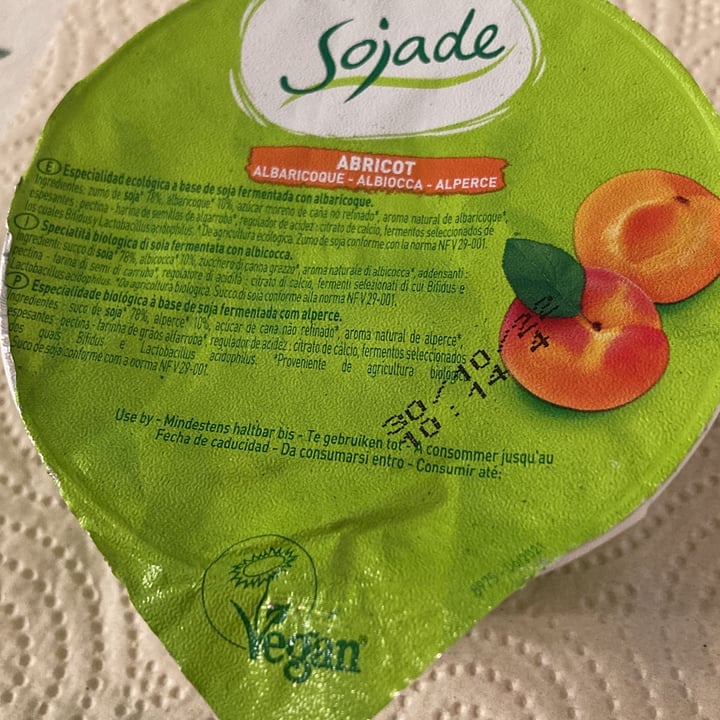 Sojade
ABRICOT
ALBARICOQUE - ALBIOCCA - ALPERCE
E Especialidad ecológica a base de soja fermentada con albaricoque.
Ingredientes: zumo de soja* 78%, albaricoque* 10%, azúcar moreno de caña no refinado*, aroma natural de albaricoque*,
espesantes: pectina - harina de semillas de algarroba*, regulador de acidez : citrato de calcio, fermentos seleccionados de
los cuales Bifidus y Lactobacillus acidophilus. *De agricultura ecológica. Zumo de soja conforme con la norma NF V 29-001.
I Specialità biologica di soia fermentata con albicocca.
Ingredienti: succo di soia* 78%, albicocca* 10%, zucchero di canna grezzo*, aroma naturale di albicocca*, addensanti :
pectina - farina di semi di carruba*, regolatore di acidità : citrato di calcio, fermenti selezionati di cui Bifidus e
Lactobacillus acidophilus. *Da agricoltura biologica. Succo di soia conforme alla norma NF V 29-001.
P Especialidade biológica à base de soja fermentada com alperce.
Ingredientes : suco de soja* 78%, alperce* 10%, açúcar de cana não refinado*, aroma natural de alperce*,
espesantes: pectina - farinha de grãos alfarroba*, regulador de acidez : citrato de cálcio, fermentos seleccionados
dos quais Bifidus e Lactobacillus acidophilus. *Proveniente de agricultura biológica.
Suco de soja conforme com a norma NF V 29-001.
30/10/
10:14 N4
Use by - Mindestens haltbar bis - Te gebruiken tot - A consommer jusqu'au
Fecha de caducidad - Da consumarsi entro - Consumir até:
Vegan